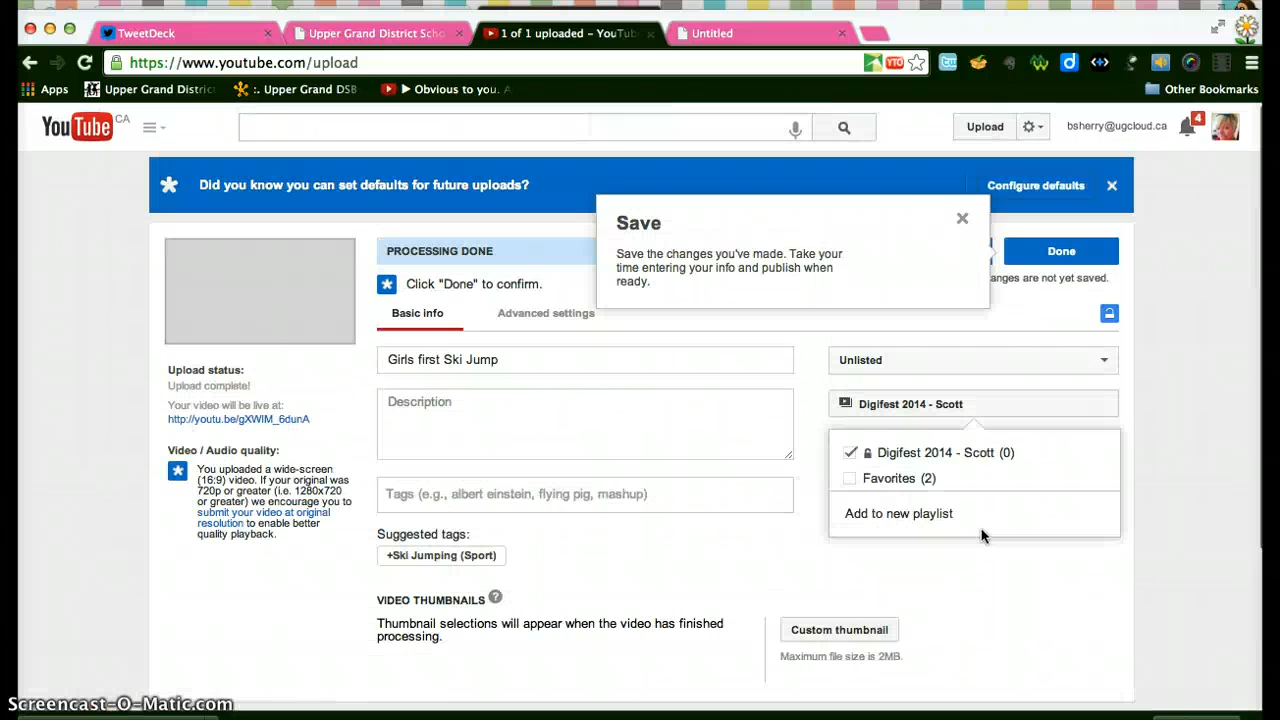 TweetDeck
Upper Grand District Scho
1 of 1 uploaded – YouTub
Untitled
https://www.youtube.com/upload
YTO
Apps
Upper Grand District
:. Upper Grand DSB
► Obvious to you. A
Other Bookmarks
YouTube CA
Upload
bsherry@ugcloud.ca
4
Did you know you can set defaults for future uploads?
Configure defaults
Save
Save the changes you've made. Take your
time entering your info and publish when
ready.
PROCESSING DONE
Done
Click "Done" to confirm.
anges are not yet saved.
Basic info
Advanced settings
Girls first Ski Jump
Unlisted
Upload status:
Upload complete!
Your video will be live at:
http://youtu.be/gXWIM_6dunA
Description
Digifest 2014 - Scott
Digifest 2014 - Scott (0)
Favorites (2)
Add to new playlist
Video / Audio quality:
You uploaded a wide-screen
(16:9) video. If your original was
720p or greater (i.e. 1280x720
or greater) we encourage you to
submit your video at original
resolution to enable better
quality playback.
Tags (e.g., albert einstein, flying pig, mashup)
Suggested tags:
+Ski Jumping (Sport)
VIDEO THUMBNAILS ?
Thumbnail selections will appear when the video has finished
processing.
Custom thumbnail
Maximum file size is 2MB.
Screencast-O-Matic.com